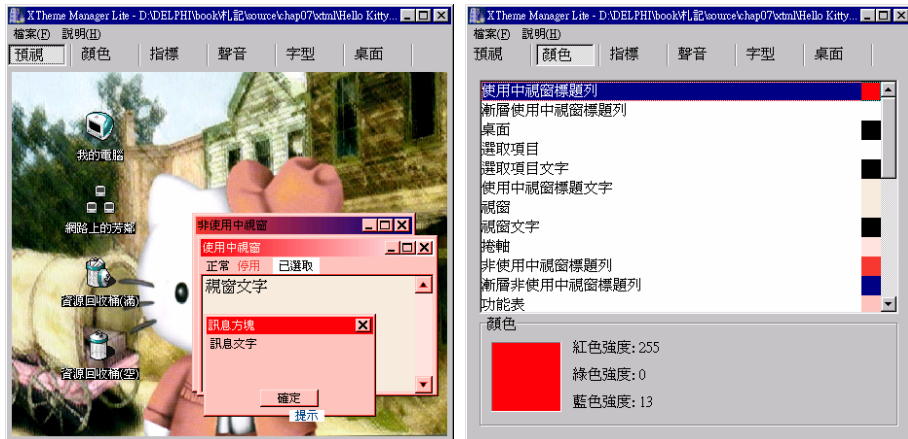 XTheme Manager Lite - D:\DELPHI\book\札記\source\chap07\xtml\Hello Kitty...
檔案(F) 説明(H)
預視 顏色 指標 聲音 字型 桌面
我的電腦
網路上的芳鄰
資源回收桶(滿)
資源回收桶(空)
非使用中視窗
使用中視窗
正常 停用 已選取
視窗文字
訊息方塊
訊息文字
確定
提示
XTheme Manager Lite - D:\DELPHI\book\札記\source\chap07\xtml\Hello Kitty...
檔案(F) 説明(H)
預視 顏色 指標 聲音 字型 桌面
使用中視窗標題列
漸層使用中視窗標題列
桌面
選取項目
選取項目文字
使用中視窗標題文字
視窗
視窗文字
捲軸
非使用中視窗標題列
漸層非使用中視窗標題列
功能表
顏色
紅色強度: 255
綠色強度: 0
藍色強度: 13